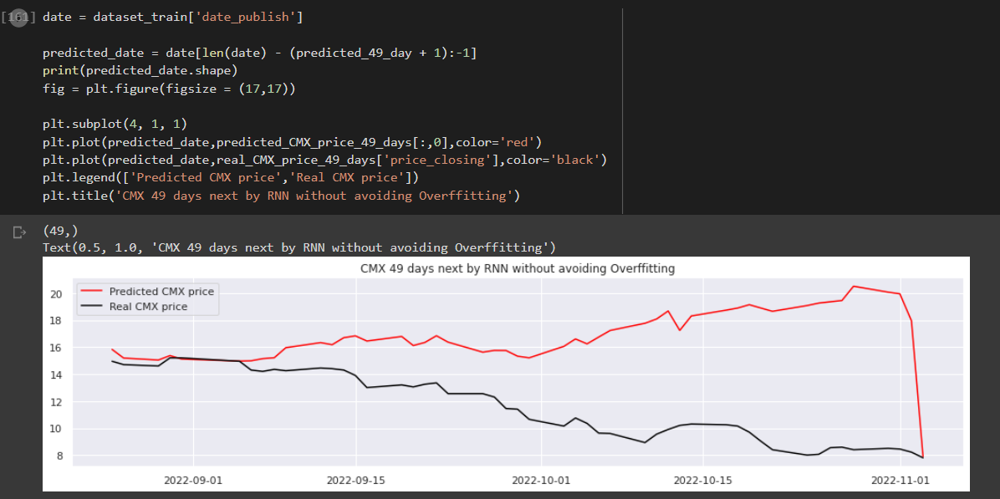 [161] date = dataset_train['date_publish']
predicted_date = date[len(date) - (predicted_49_day + 1):-1]
print(predicted_date.shape)
fig = plt.figure(figsize = (17,17))
plt.subplot(4, 1, 1)
plt.plot(predicted_date,predicted_CMX_price_49_days[:,0],color='red')
plt.plot(predicted_date,real_CMX_price_49_days['price_closing'],color='black')
plt.legend(['Predicted CMX price','Real CMX price'])
plt.title('CMX 49 days next by RNN without avoiding Overffitting')
(49,)
Text(0.5, 1.0, 'CMX 49 days next by RNN without avoiding Overffitting')
CMX 49 days next by RNN without avoiding Overffitting
Predicted CMX price
Real CMX price
20
18
16
14
12
10
8
2022-09-01 2022-09-15 2022-10-01 2022-10-15 2022-11-01